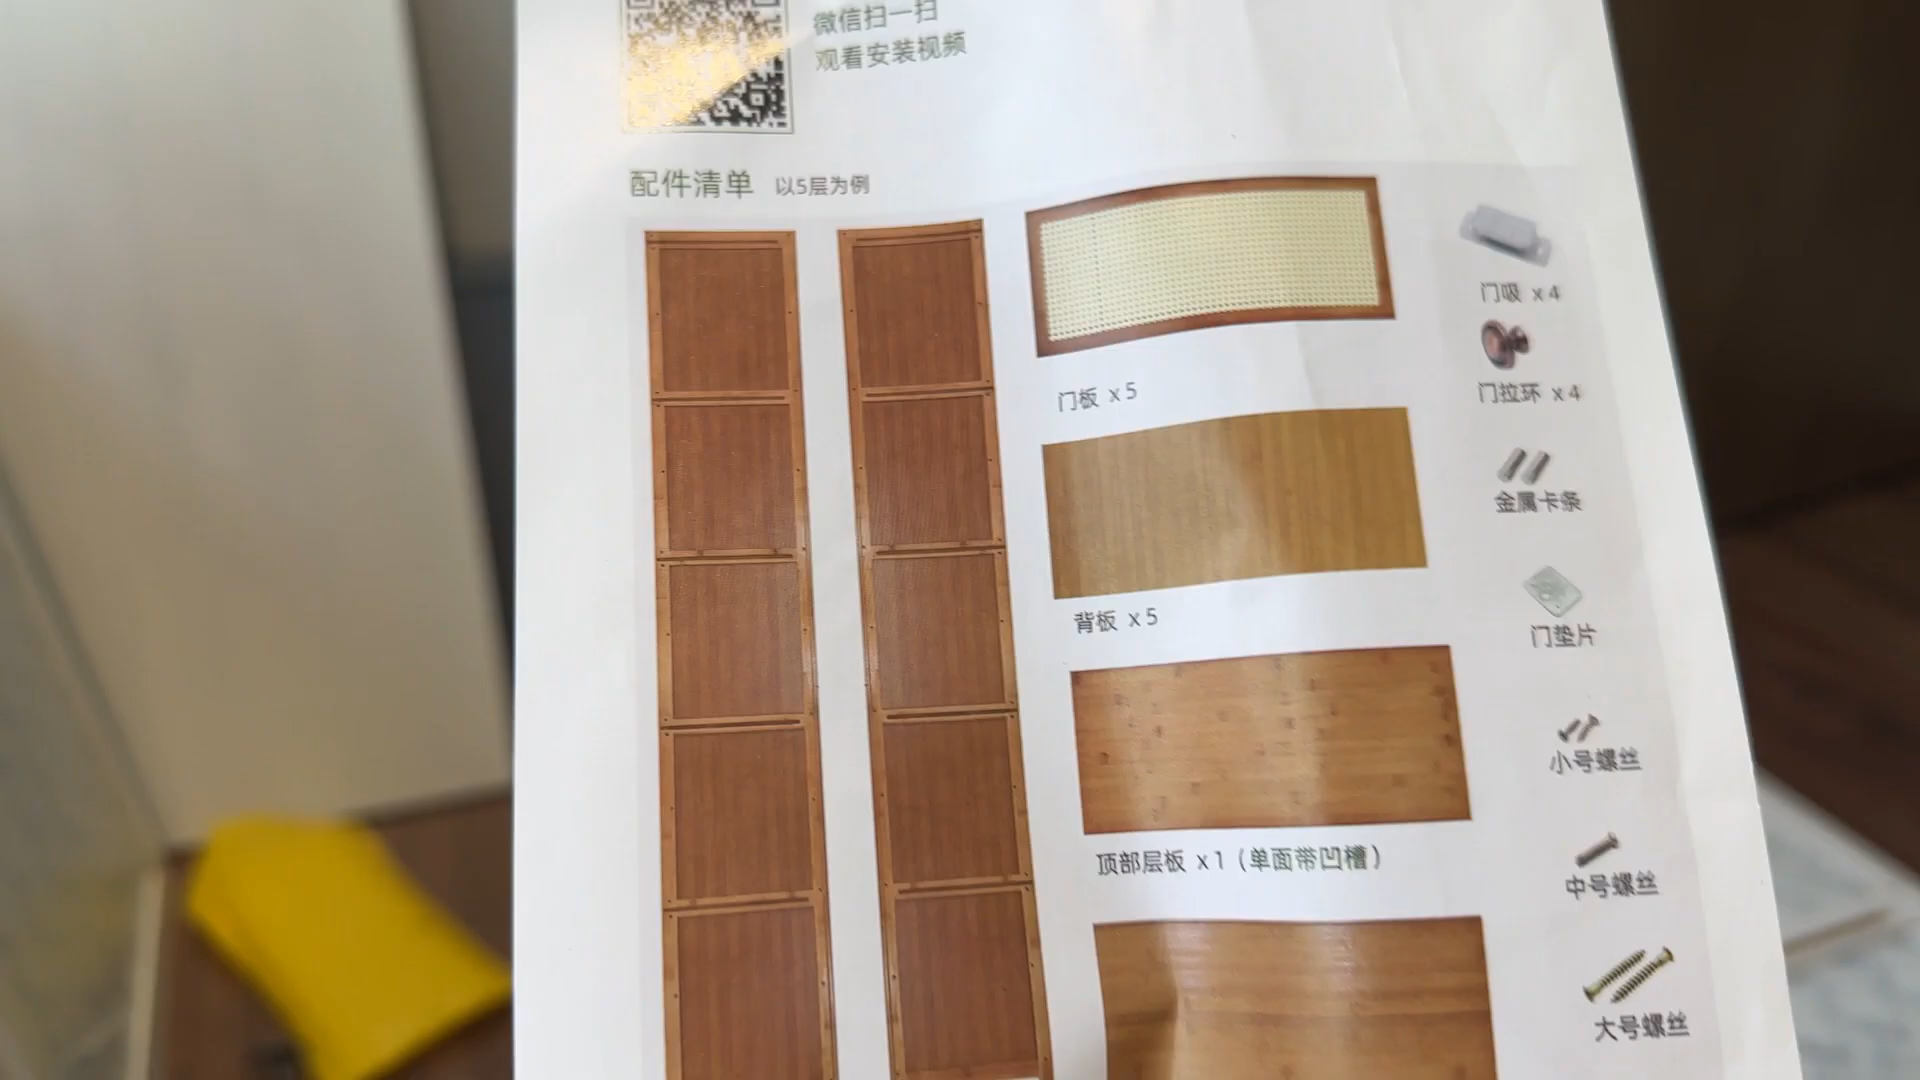 微信扫一扫
观看安装视频
配件清单 以5层为例
门板 x5
背板 x5
顶部层板 x1（单面带凹槽）
门吸 x4
门拉环 x4
金属卡条
门垫片
小号螺丝
中号螺丝
大号螺丝